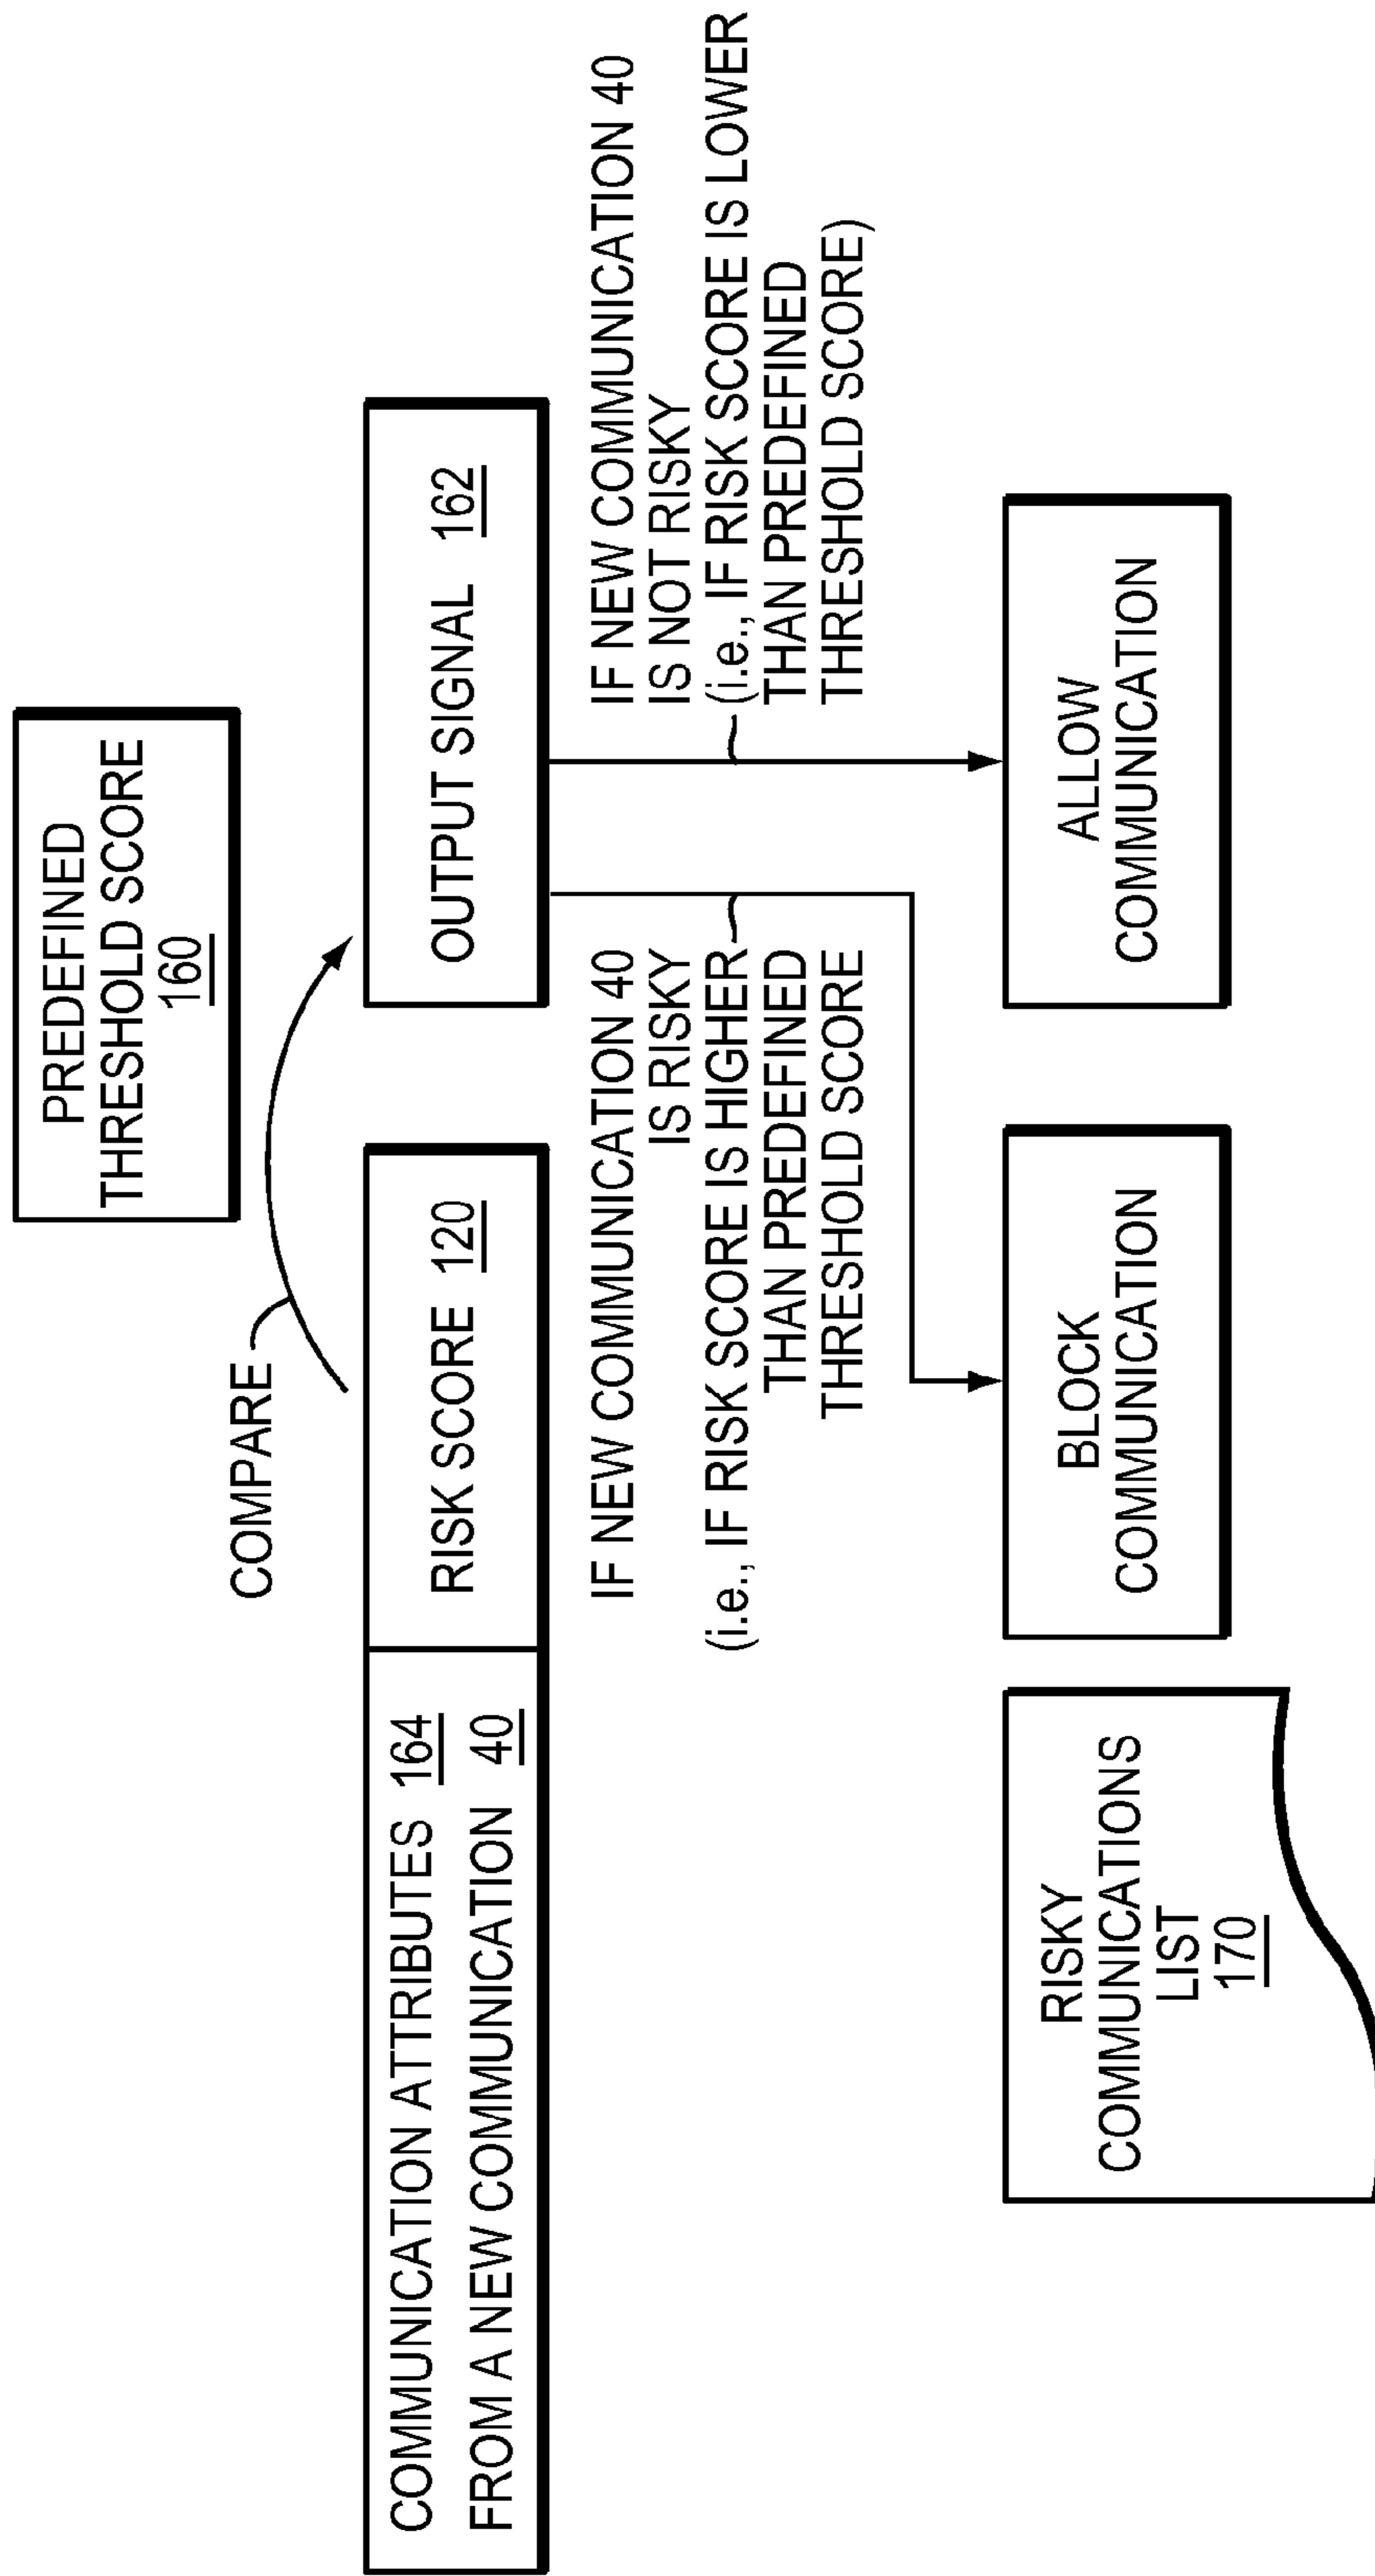 PREDEFINED
THRESHOLD SCORE
160
COMPARE
COMMUNICATION ATTRIBUTES 164
FROM A NEW COMMUNICATION 40
RISK SCORE 120
OUTPUT SIGNAL 162
IF NEW COMMUNICATION 40
IS RISKY
(i.e., IF RISK SCORE IS HIGHER
THAN PREDEFINED
THRESHOLD SCORE
IF NEW COMMUNICATION 40
IS NOT RISKY
(i.e., IF RISK SCORE IS LOWER
THAN PREDEFINED
THRESHOLD SCORE)
RISKY
COMMUNICATIONS
LIST
170
BLOCK
COMMUNICATION
ALLOW
COMMUNICATION